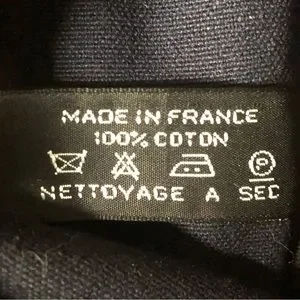 MADE IN FRANCE
100% COTON
P
NETTOYAGE A SEC